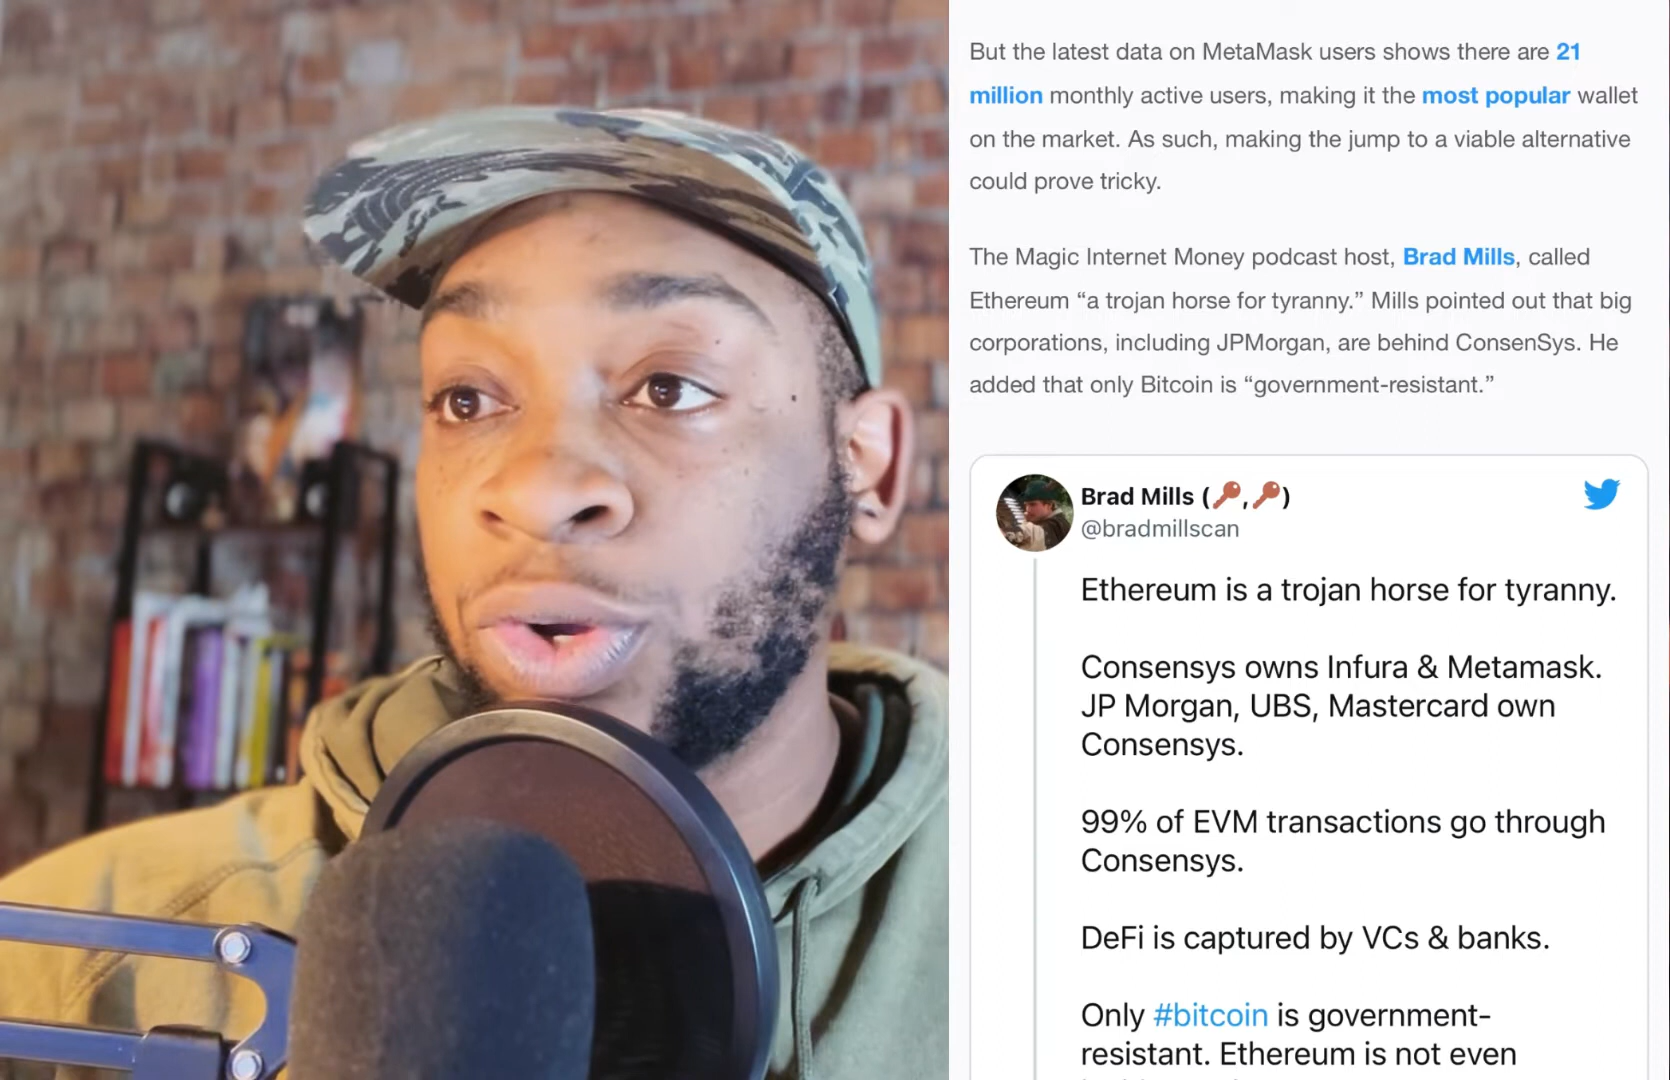 But the latest data on MetaMask users shows there are 21
million monthly active users, making it the most popular wallet
on the market. As such, making the jump to a viable alternative
could prove tricky.
The Magic Internet Money podcast host, Brad Mills, called
Ethereum “a trojan horse for tyranny.” Mills pointed out that big
corporations, including JPMorgan, are behind ConsenSys. He
added that only Bitcoin is “government-resistant.”
Brad Mills (🔑,🔑)
@bradmillscan
Ethereum is a trojan horse for tyranny.
Consensys owns Infura & Metamask.
JP Morgan, UBS, Mastercard own
Consensys.
99% of EVM transactions go through
Consensys.
DeFi is captured by VCs & banks.
Only #bitcoin is government-
resistant. Ethereum is not even